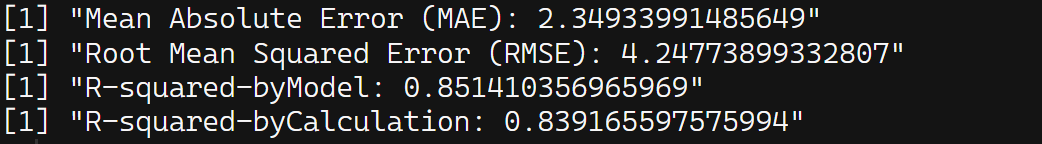 [1] "Mean Absolute Error (MAE): 2.34933991485649"
[1] "Root Mean Squared Error (RMSE): 4.24773899332807"
[1] "R-squared-byModel: 0.851410356965969"
[1] "R-squared-byCalculation: 0.839165597575994"